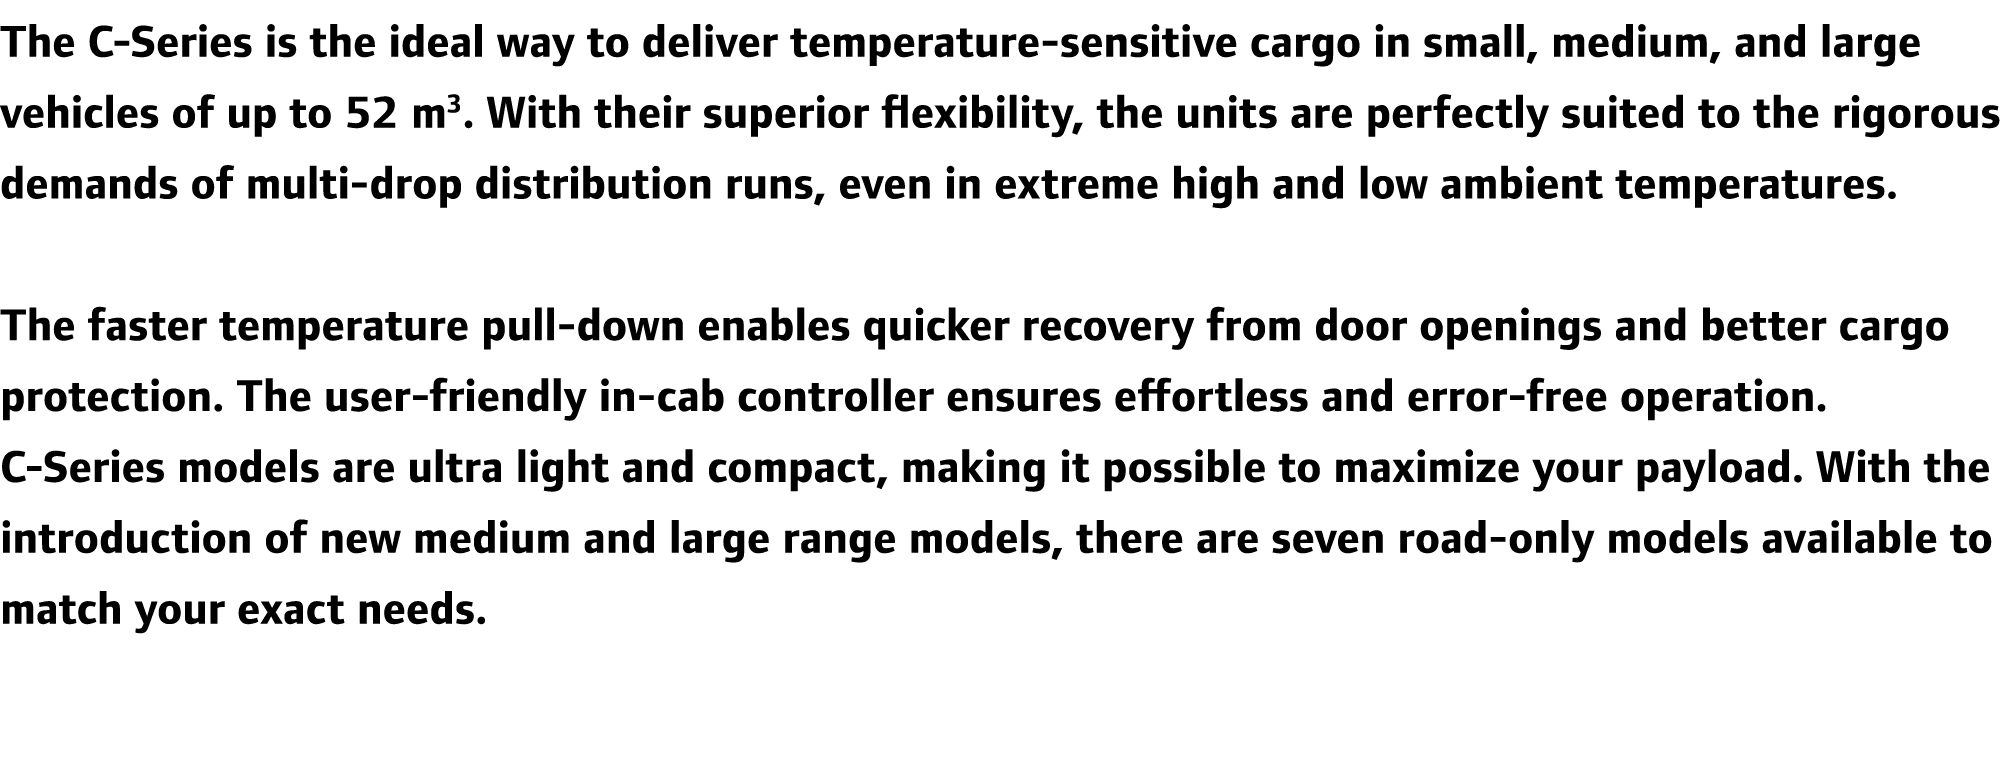 The C-Series is the ideal way to deliver temperature-sensitive cargo in small, medium, and large
vehicles of up to 52 m³. With their superior flexibility, the units are perfectly suited to the rigorous
demands of multi-drop distribution runs, even in extreme high and low ambient temperatures.
The faster temperature pull-down enables quicker recovery from door openings and better cargo
protection. The user-friendly in-cab controller ensures effortless and error-free operation.
C-Series models are ultra light and compact, making it possible to maximize your payload. With the
introduction of new medium and large range models, there are seven road-only models available to
match your exact needs.